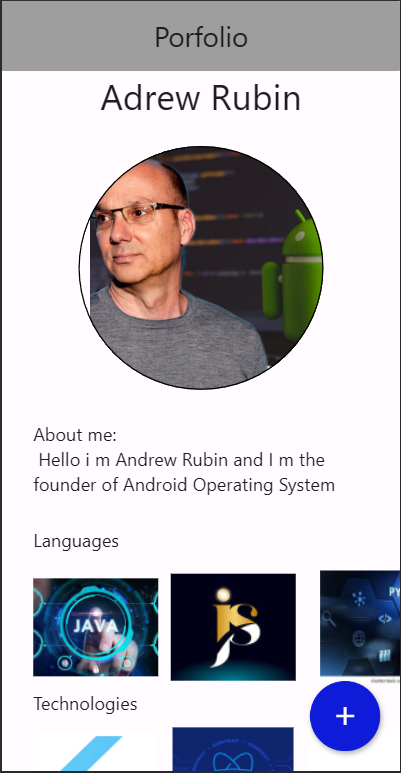 Porfolio
Adrew Rubin
About me:
Hello i m Andrew Rubin and I m the
founder of Android Operating System
Languages
JAVA
js
PY
Technologies
+